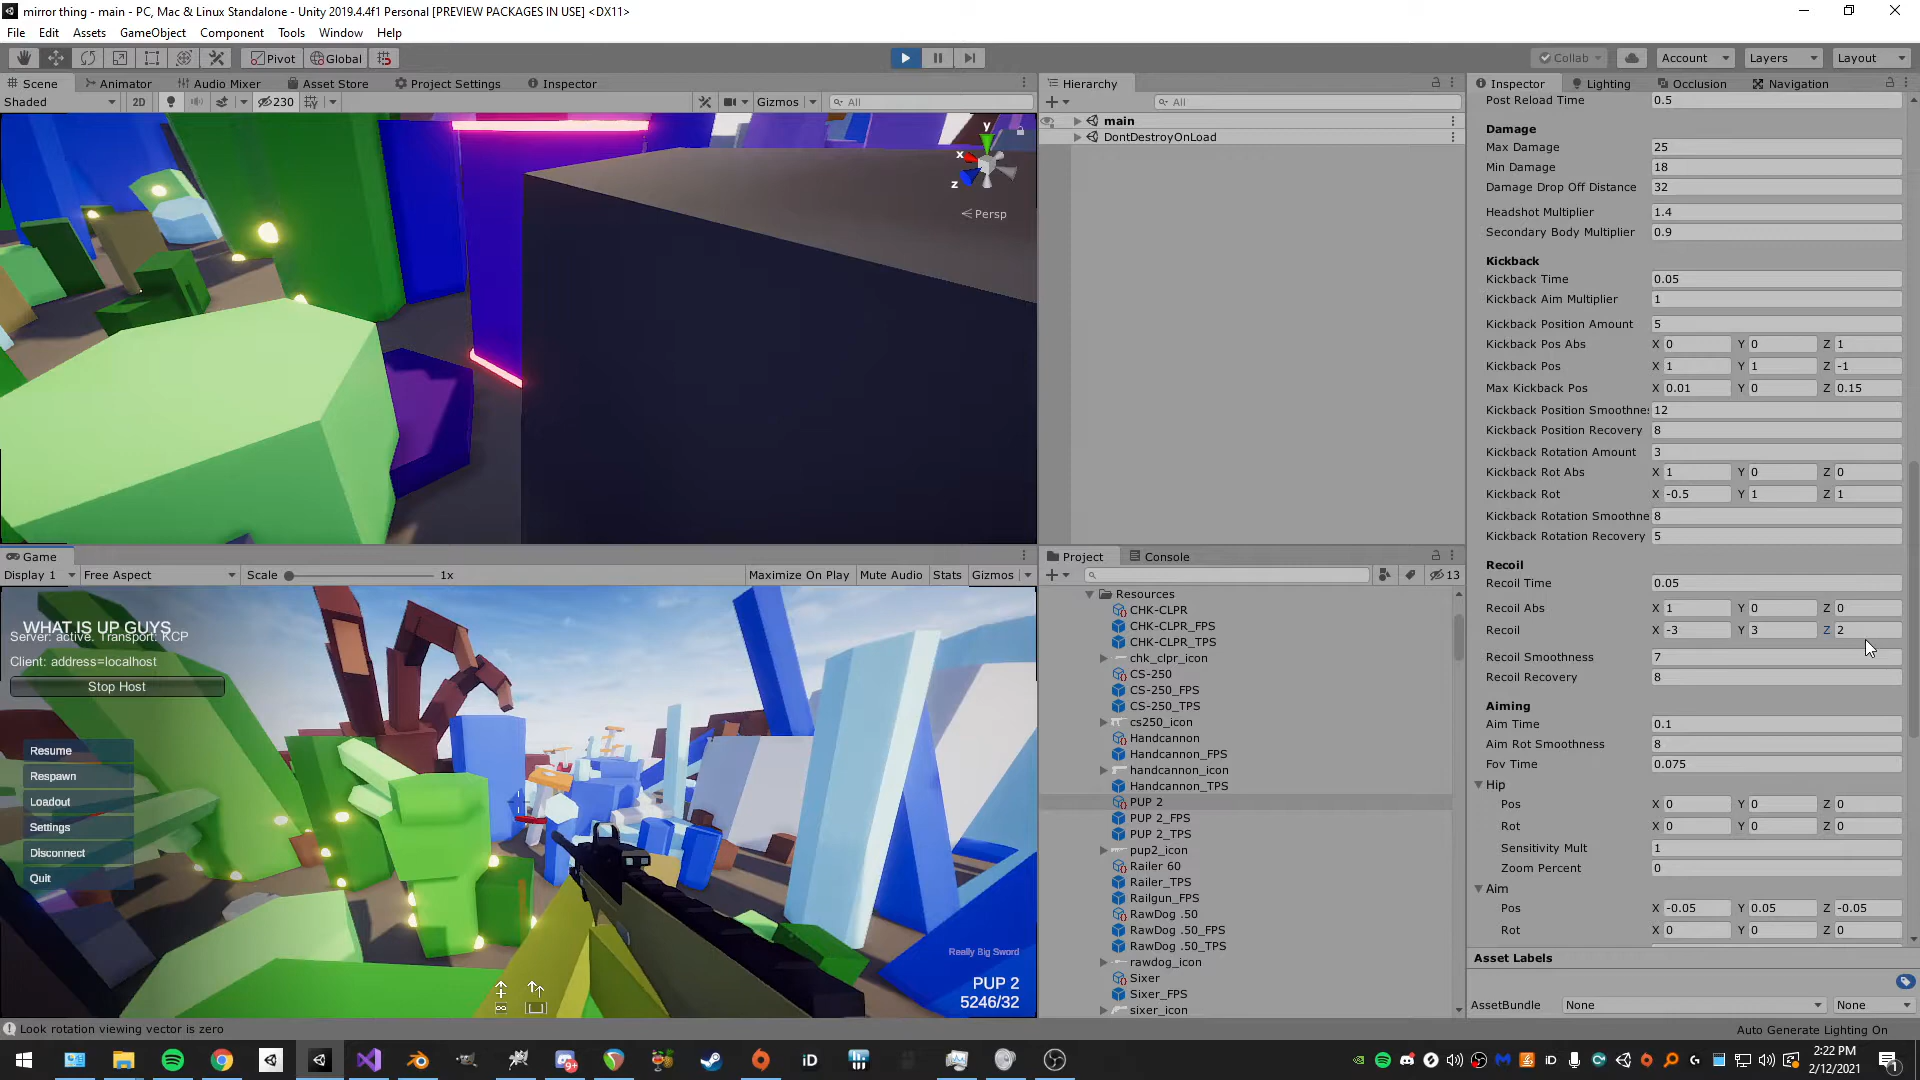 mirror thing - main - PC, Mac & Linux Standalone - Unity 2019.4.4f1 Personal [PREVIEW PACKAGES IN USE] <DX11>
File Edit Assets GameObject Component Tools Window Help
Pivot Global Collab Account Layers Layout
Scene Animator Audio Mixer Asset Store Project Settings Inspector
Shaded 2D 230 Gizmos All
y
x
z
Persp
Hierarchy
All
main
DontDestroyOnLoad
Game
Display 1 Free Aspect Scale 1x Maximize On Play Mute Audio Stats Gizmos
WHAT IS UP GUYS
Server: active. Transport: KCP
Client: address=localhost
Stop Host
Resume
Respawn
Loadout
Settings
Disconnect
Quit
Really Big Sword
PUP 2
5246/32
Project Console
13
Resources
CHK-CLPR
CHK-CLPR_FPS
CHK-CLPR_TPS
chk_clpr_icon
CS-250
CS-250_FPS
CS-250_TPS
cs250_icon
Handcannon
Handcannon_FPS
handcannon_icon
Handcannon_TPS
PUP 2
PUP 2_FPS
PUP 2_TPS
pup2_icon
Railer 60
Railer_TPS
Railgun_FPS
RawDog .50
RawDog .50_FPS
RawDog .50_TPS
rawdog_icon
Sixer
Sixer_FPS
sixer_icon
Inspector Lighting Occlusion Navigation
Post Reload Time 0.5
Damage
Max Damage 25
Min Damage 18
Damage Drop Off Distance 32
Headshot Multiplier 1.4
Secondary Body Multiplier 0.9
Kickback
Kickback Time 0.05
Kickback Aim Multiplier 1
Kickback Position Amount 5
Kickback Pos Abs X 0 Y 0 Z 1
Kickback Pos X 1 Y 1 Z -1
Max Kickback Pos X 0.01 Y 0 Z 0.15
Kickback Position Smoothnes 12
Kickback Position Recovery 8
Kickback Rotation Amount 3
Kickback Rot Abs X 1 Y 0 Z 0
Kickback Rot X -0.5 Y 1 Z 1
Kickback Rotation Smoothne 8
Kickback Rotation Recovery 5
Recoil
Recoil Time 0.05
Recoil Abs X 1 Y 0 Z 0
Recoil X -3 Y 3 Z 2
Recoil Smoothness 7
Recoil Recovery 8
Aiming
Aim Time 0.1
Aim Rot Smoothness 8
Fov Time 0.075
Hip
Pos X 0 Y 0 Z 0
Rot X 0 Y 0 Z 0
Sensitivity Mult 1
Zoom Percent 0
Aim
Pos X -0.05 Y 0.05 Z -0.05
Rot X 0 Y 0 Z 0
Asset Labels
AssetBundle None None
Look rotation viewing vector is zero
Auto Generate Lighting On
2:22 PM
2/12/2021